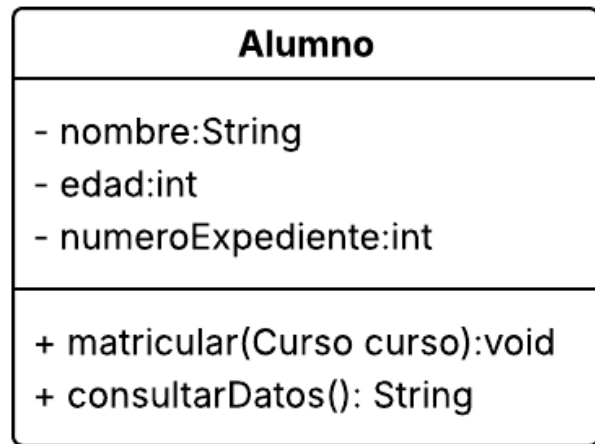 Alumno
- nombre:String
- edad:int
- numeroExpediente:int
+ matricular(Curso curso):void
+ consultarDatos(): String